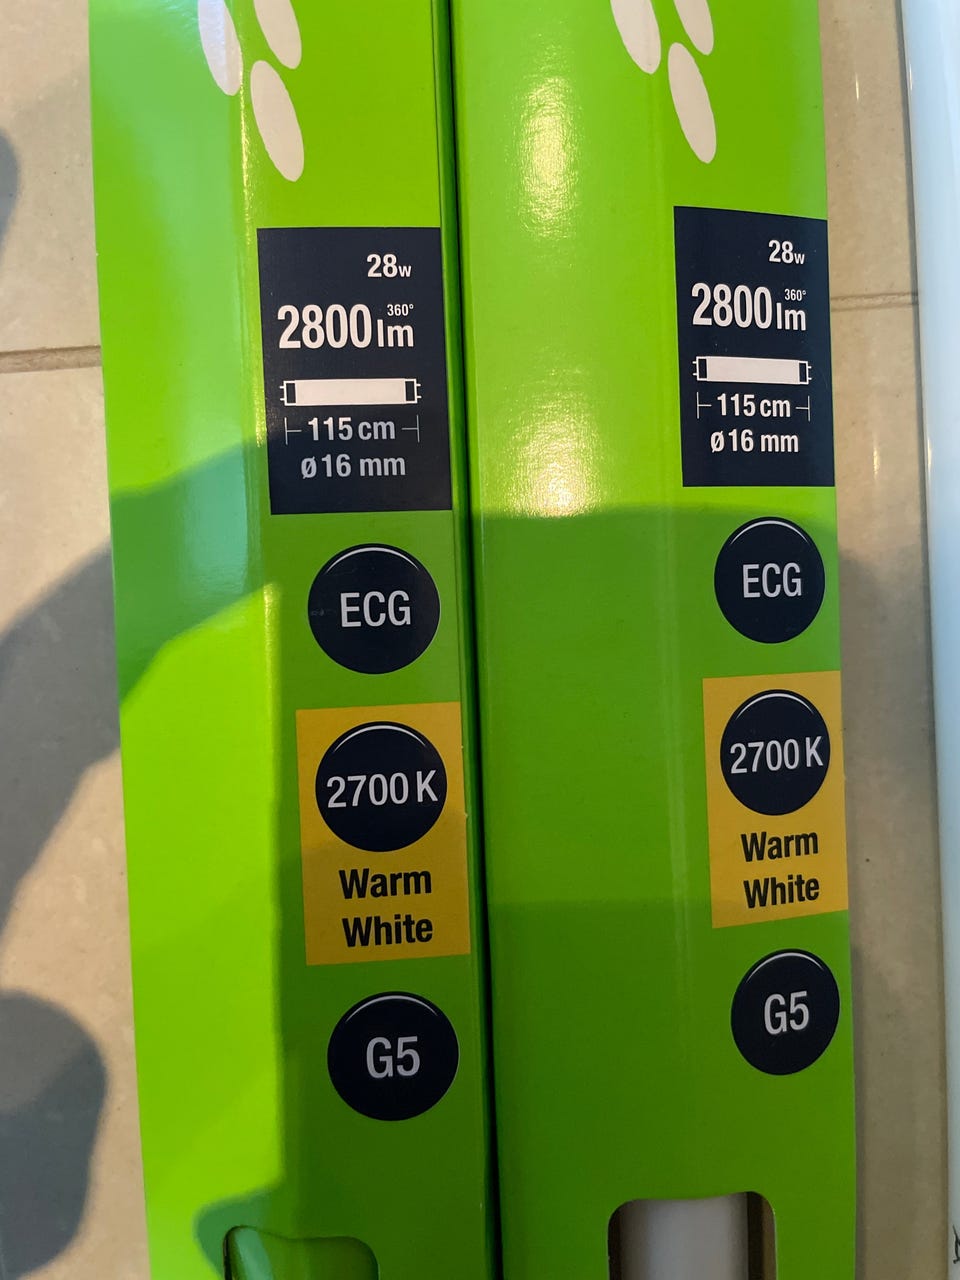 28w
2800lm 360°
115 cm
ø16 mm
ECG
2700 K
Warm
White
G5
28w
2800lm 360°
115 cm
ø16 mm
ECG
2700 K
Warm
White
G5